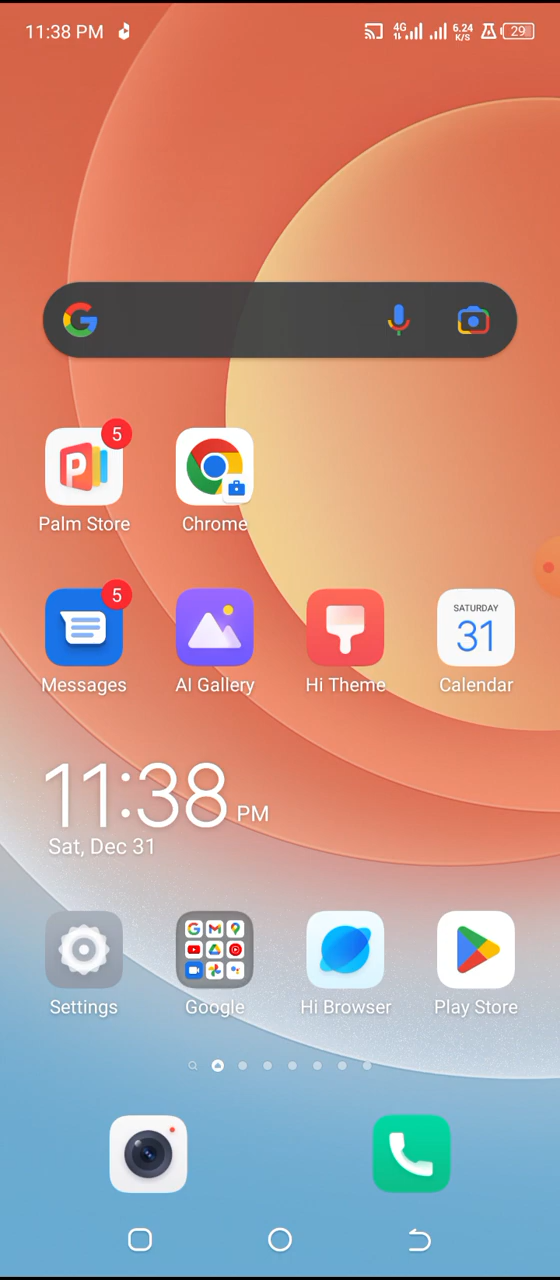 11:38 PM 4G 6.24 K/S 29
5
Palm Store Chrome
5 SATURDAY
31
Messages AI Gallery Hi Theme Calendar
11:38 PM
Sat, Dec 31
Settings Google Hi Browser Play Store